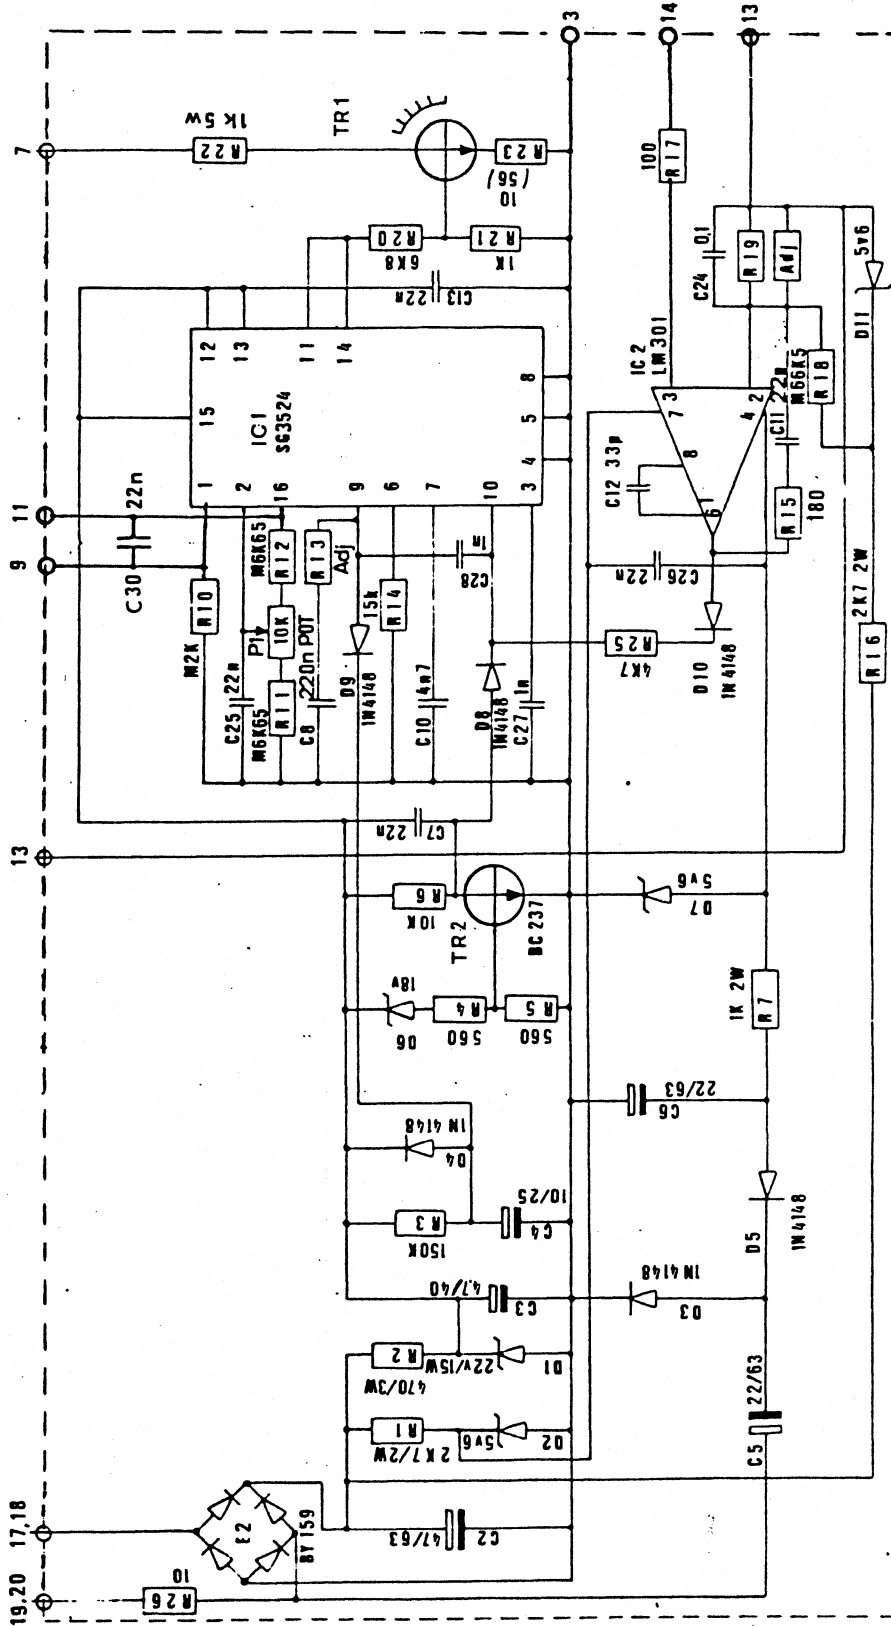 3
14
13
7
1k 5w
R22
TR1
R23
10
(56)
100
R17
R20
6K8
R21
1K
C13
22n
C24
0,1
R19
Adj
5v6
D11
12
13
11
14
15
IC1
SG3524
8
5
4
IC2
LM301
3
7
2
4
8
1
6
C11
22n
M66K5
R18
11
9
22n
C30
1
2
16
9
6
7
10
3
C12
33p
R15
180
M6K65
R12
R13
Adj
R10
M2K
P1
10K
POT
15k
R14
C28
1n
C26
22n
C25
22n
M6K65
R11
C8
220n
D9
1N4148
C10
4n7
D8
1N4148
C27
1n
R25
4K7
D10
1N4148
2K7 2W
R16
13
C7
22n
R6
10K
TR2
BC237
5v6
D7
18v
D6
R4
560
R5
560
1K 2W
R7
1N4148
D4
22/63
C6
R3
150K
10/25
C4
D5
1N4148
4.7/40
C3
1N4148
D3
R2
470/3W
22v/15W
D1
R1
2K7/2W
5v6
D2
22/63
C5
17,18
E2
BY159
47/63
C2
19,20
10
R26